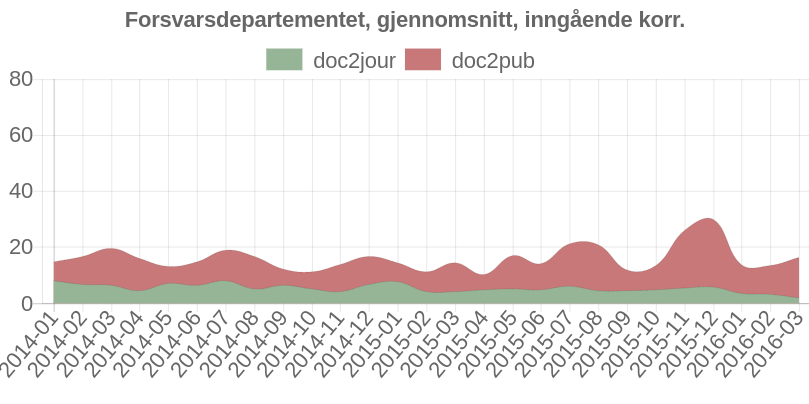 Forsvarsdepartementet, gjennomsnitt, inngående korr.
doc2jour doc2pub
80
60
40
20
0
2014-01 2014-02 2014-03 2014-04 2014-05 2014-06 2014-07 2014-08 2014-09 2014-10 2014-11 2014-12 2015-01 2015-02 2015-03 2015-04 2015-05 2015-06 2015-07 2015-08 2015-09 2015-10 2015-11 2015-12 2016-01 2016-02 2016-03